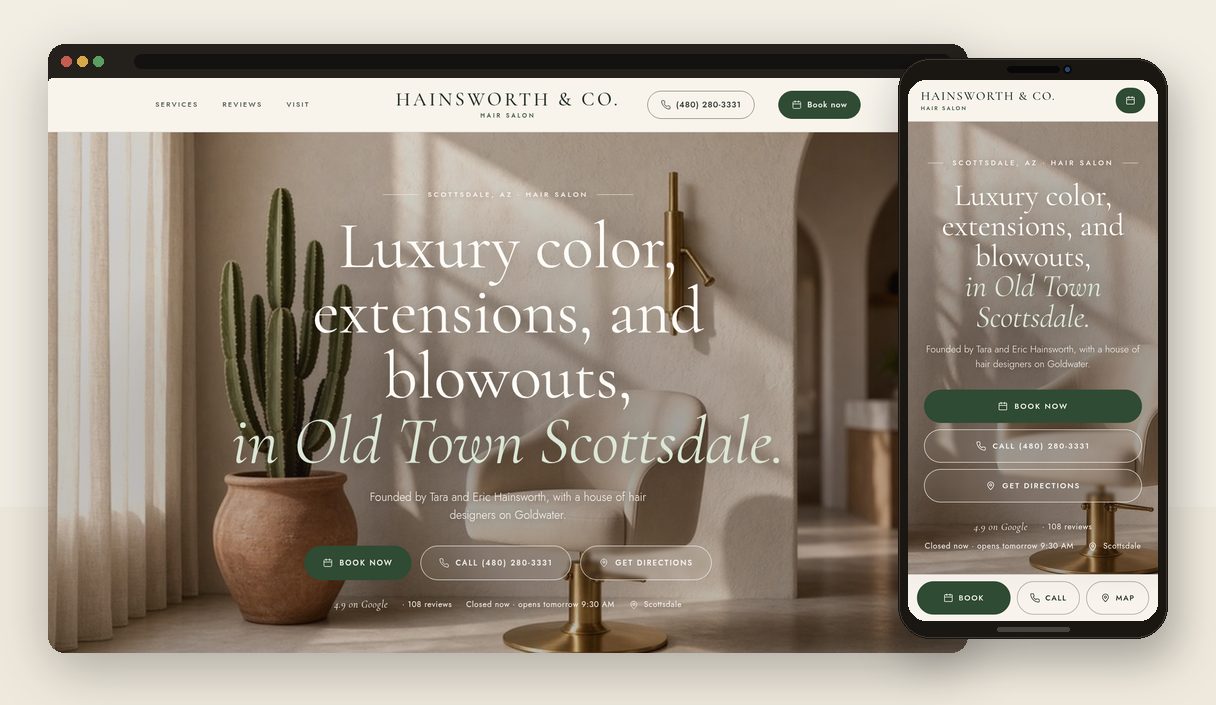 SERVICES
REVIEWS
VISIT
HAINSWORTH & CO.
HAIR SALON
(480) 280-3331
Book now
SCOTTSDALE, AZ · HAIR SALON
Luxury color,
extensions, and
blowouts,
in Old Town Scottsdale.
Founded by Tara and Eric Hainsworth, with a house of hair
designers on Goldwater.
BOOK NOW
CALL (480) 280-3331
GET DIRECTIONS
4.9 on Google · 108 reviews Closed now · opens tomorrow 9:30 AM Scottsdale
HAINSWORTH & CO.
HAIR SALON
SCOTTSDALE, AZ · HAIR SALON
Luxury color,
extensions, and
blowouts,
in Old Town
Scottsdale.
Founded by Tara and Eric Hainsworth, with a house of
hair designers on Goldwater.
BOOK NOW
CALL (480) 280-3331
GET DIRECTIONS
4.9 on Google · 108 reviews
Closed now · opens tomorrow 9:30 AM Scottsdale
BOOK
CALL
MAP